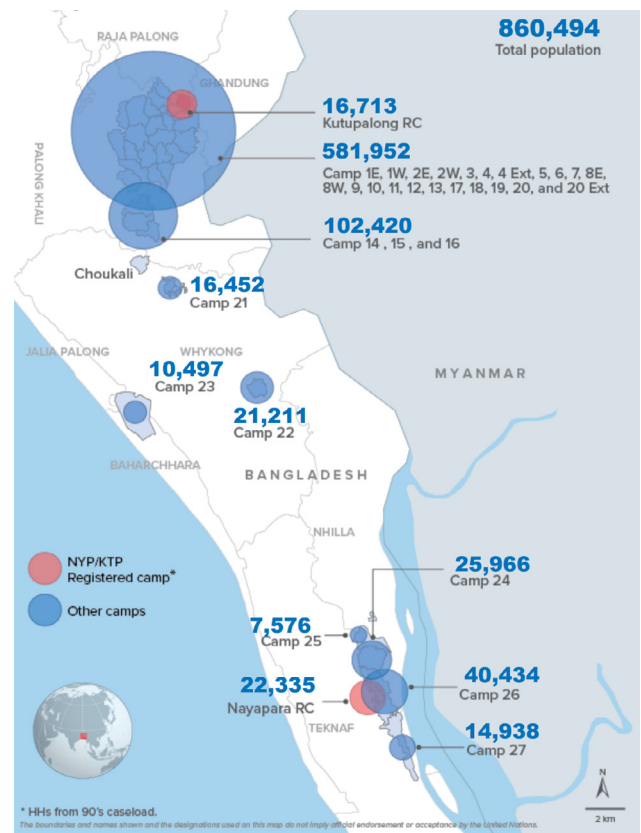 860,494
Total population
RAJA PALONG
GHANDUNG
16,713
Kutupalong RC
581,952
Camp 1E, 1W, 2E, 2W, 3, 4, 4 Ext, 5, 6, 7, 8E,
8W, 9, 10, 11, 12, 13, 17, 18, 19, 20, and 20 Ext
PALONG KHALI
102,420
Camp 14 , 15 , and 16
Choukali
16,452
Camp 21
JALIA PALONG
WHYKONG
10,497
Camp 23
MYANMAR
21,211
Camp 22
BAHARCHHARA
BANGLADESH
NHILLA
NYP/KTP
Registered camp*
Other camps
25,966
Camp 24
7,576
Camp 25
22,335
Nayapara RC
40,434
Camp 26
TEKNAF
14,938
Camp 27
N
2 km
* HHs from 90's caseload.
The boundaries and names shown and the designations used on this map do not imply official endorsement or acceptance by the United Nations.